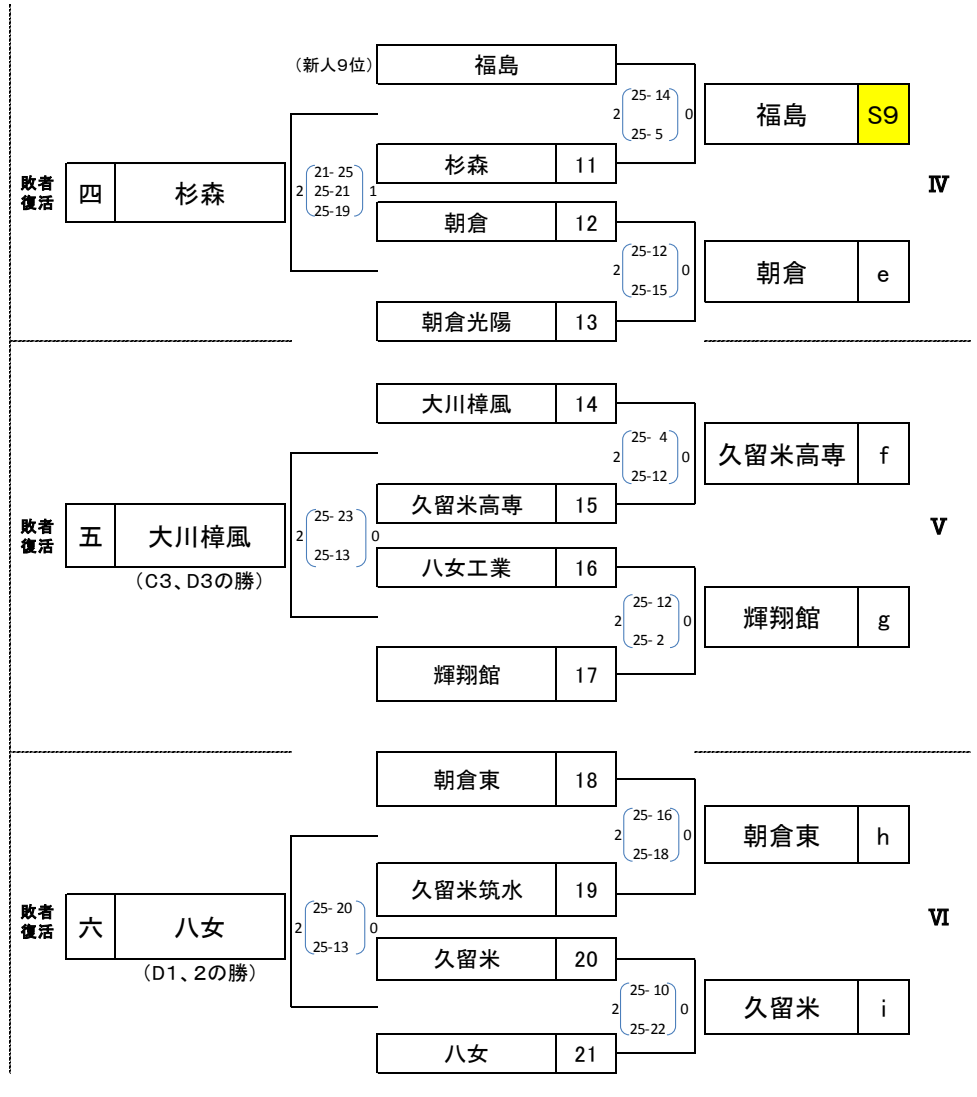 (新人9位) 福島
2 25- 14 0
25- 5
福島 S9
杉森 11
敗者
復活
四 杉森
2 21- 25 1
25-21
25-19
Ⅳ
朝倉 12
2 25-12 0
25-15
朝倉 e
朝倉光陽 13
大川樟風 14
2 25- 4 0
25-12
久留米高専 f
久留米高専 15
敗者
復活
五 大川樟風
(C3、D3の勝)
2 25- 23 0
25-13
Ⅴ
八女工業 16
2 25- 12 0
25- 2
輝翔館 g
輝翔館 17
朝倉東 18
2 25- 16 0
25-18
朝倉東 h
久留米筑水 19
敗者
復活
六 八女
(D1、2の勝)
2 25- 20 0
25-13
Ⅵ
久留米 20
2 25- 10 0
25-22
久留米 i
八女 21